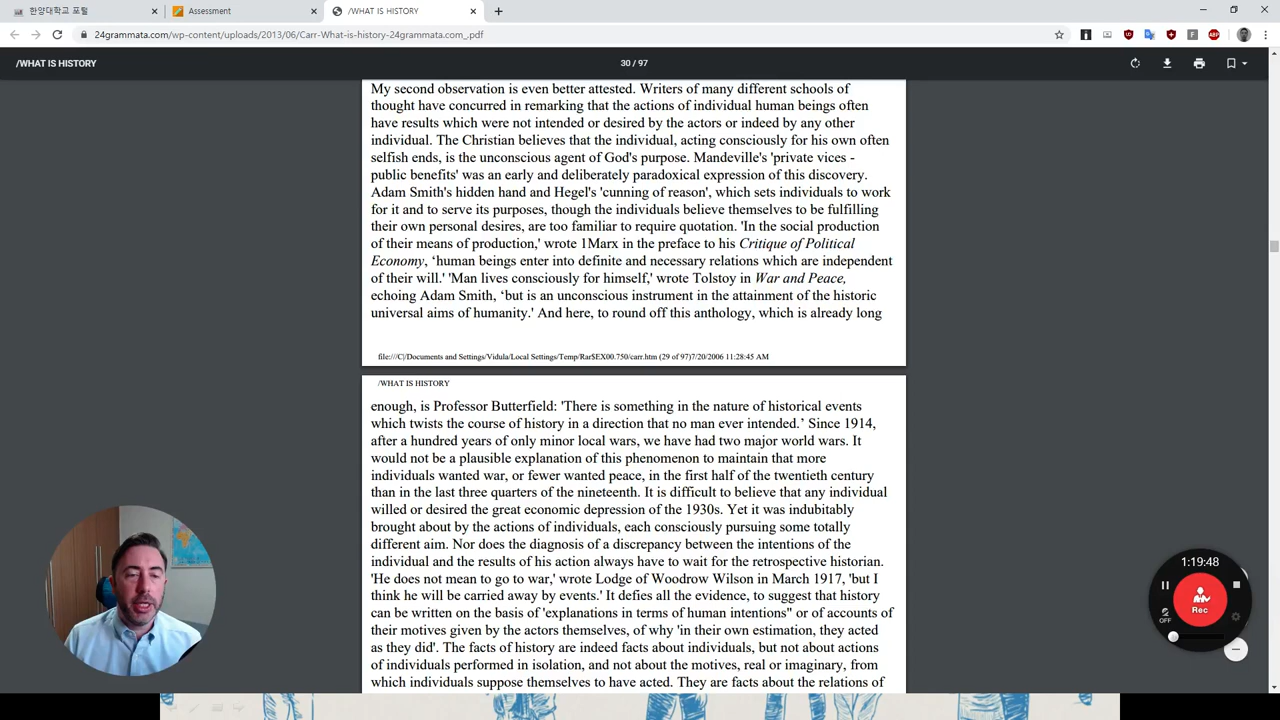 한양대학교 포털
Assessment
/WHAT IS HISTORY
24grammata.com/wp-content/uploads/2013/06/Carr-What-is-history-24grammata.com_.pdf
/WHAT IS HISTORY
30 / 97
My second observation is even better attested. Writers of many different schools of
thought have concurred in remarking that the actions of individual human beings often
have results which were not intended or desired by the actors or indeed by any other
individual. The Christian believes that the individual, acting consciously for his own often
selfish ends, is the unconscious agent of God's purpose. Mandeville's 'private vices -
public benefits' was an early and deliberately paradoxical expression of this discovery.
Adam Smith's hidden hand and Hegel's 'cunning of reason', which sets individuals to work
for it and to serve its purposes, though the individuals believe themselves to be fulfilling
their own personal desires, are too familiar to require quotation. 'In the social production
of their means of production,' wrote 1Marx in the preface to his Critique of Political
Economy, ‘human beings enter into definite and necessary relations which are independent
of their will.' 'Man lives consciously for himself,' wrote Tolstoy in War and Peace,
echoing Adam Smith, ‘but is an unconscious instrument in the attainment of the historic
universal aims of humanity.' And here, to round off this anthology, which is already long
file:///C|/Documents and Settings/Vidula/Local Settings/Temp/Rar$EX00.750/carr.htm (29 of 97)7/20/2006 11:28:45 AM
/WHAT IS HISTORY
enough, is Professor Butterfield: 'There is something in the nature of historical events
which twists the course of history in a direction that no man ever intended.’ Since 1914,
after a hundred years of only minor local wars, we have had two major world wars. It
would not be a plausible explanation of this phenomenon to maintain that more
individuals wanted war, or fewer wanted peace, in the first half of the twentieth century
than in the last three quarters of the nineteenth. It is difficult to believe that any individual
willed or desired the great economic depression of the 1930s. Yet it was indubitably
brought about by the actions of individuals, each consciously pursuing some totally
different aim. Nor does the diagnosis of a discrepancy between the intentions of the
individual and the results of his action always have to wait for the retrospective historian.
'He does not mean to go to war,' wrote Lodge of Woodrow Wilson in March 1917, 'but I
think he will be carried away by events.' It defies all the evidence, to suggest that history
can be written on the basis of 'explanations in terms of human intentions" or of accounts of
their motives given by the actors themselves, of why 'in their own estimation, they acted
as they did'. The facts of history are indeed facts about individuals, but not about actions
of individuals performed in isolation, and not about the motives, real or imaginary, from
which individuals suppose themselves to have acted. They are facts about the relations of
1:19:48
Rec
OFF
ABP